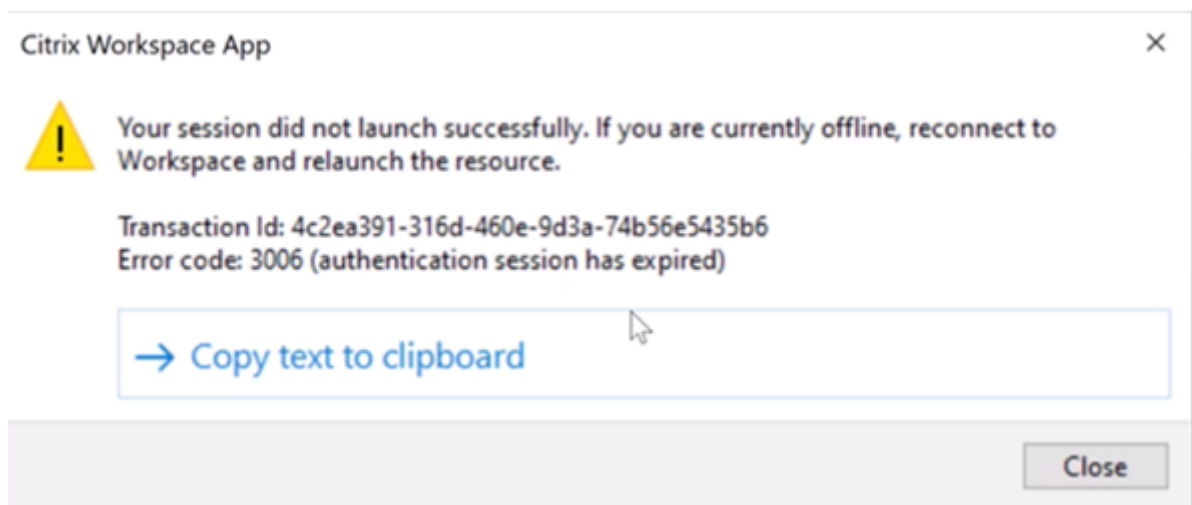 Citrix Workspace App
Your session did not launch successfully. If you are currently offline, reconnect to
Workspace and relaunch the resource.
Transaction Id: 4c2ea391-316d-460e-9d3a-74b56e5435b6
Error code: 3006 (authentication session has expired)
Copy text to clipboard
Close